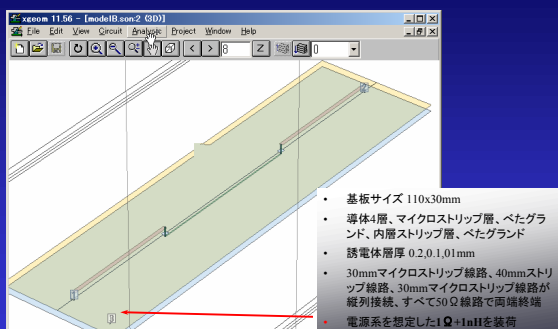 xgeom 11.56 - [modelB.son:2 (3D)]
File Edit View Circuit Analysis Project Window Help
8
Z
0
・ 基板サイズ 110x30mm
・ 導体4層、マイクロストリップ層、べたグラ
ンド、内層ストリップ層、べたグランド
・ 誘電体層厚 0.2,0.1,01mm
・ 30mmマイクロストリップ線路、40mmストリ
ップ線路、30mmマイクロストリップ線路が
縦列接続、すべて50Ω線路で両端終端
・ 電源系を想定した1Ω+1nHを装荷